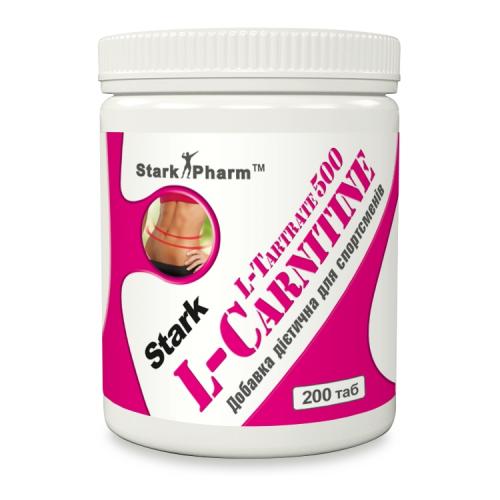 Stark Pharm™
L-TARTRATE 500
Stark L-CARNITINE
Добавка дієтична для спортсменів
200 таб